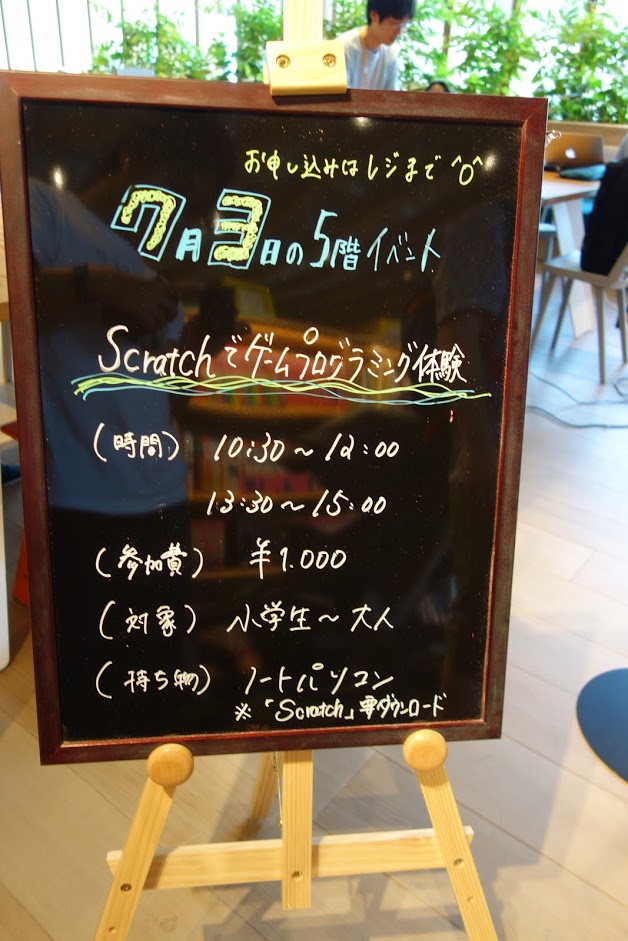 お申し込みはレジまで ^o^
7月3日の5階イベント
Scratchでゲームプログラミング体験
(時間) 10:30～12:00
13:30～15:00
(参加費) ¥1.000
(対象) 小学生～大人
(持ち物) ノートパソコン
※「Scratch」要ダウンロード